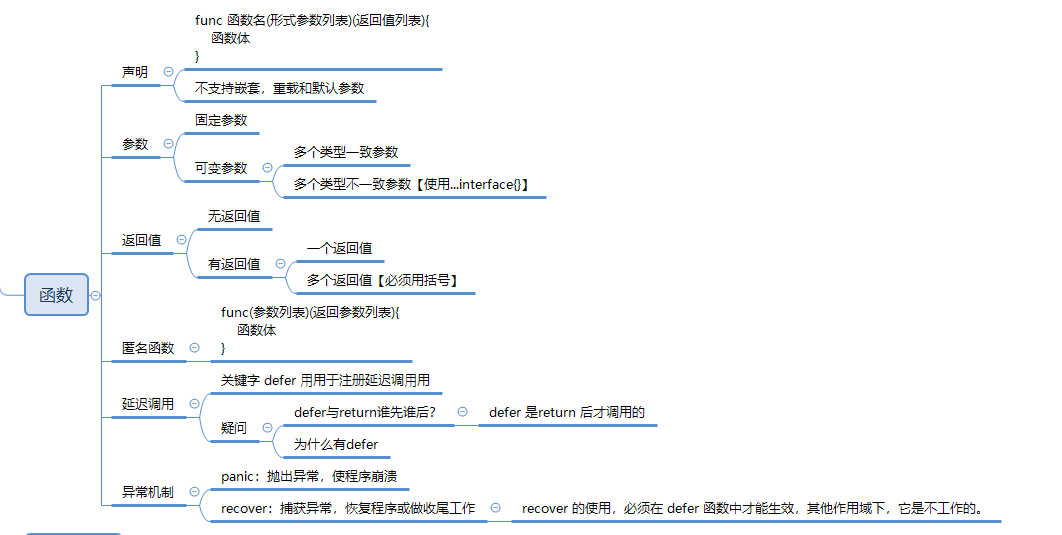 函数
声明
func 函数名(形式参数列表)(返回值列表){
函数体
}
不支持嵌套，重载和默认参数
参数
固定参数
可变参数
多个类型一致参数
多个类型不一致参数【使用...interface{}】
返回值
无返回值
有返回值
一个返回值
多个返回值【必须用括号】
匿名函数
func(参数列表)(返回参数列表){
函数体
}
延迟调用
关键字 defer 用用于注册延迟调用用
疑问
defer与return谁先谁后？
defer 是return 后才调用的
为什么有defer
异常机制
panic：抛出异常，使程序崩溃
recover：捕获异常，恢复程序或做收尾工作
recover 的使用，必须在 defer 函数中才能生效，其他作用域下，它是不工作的。